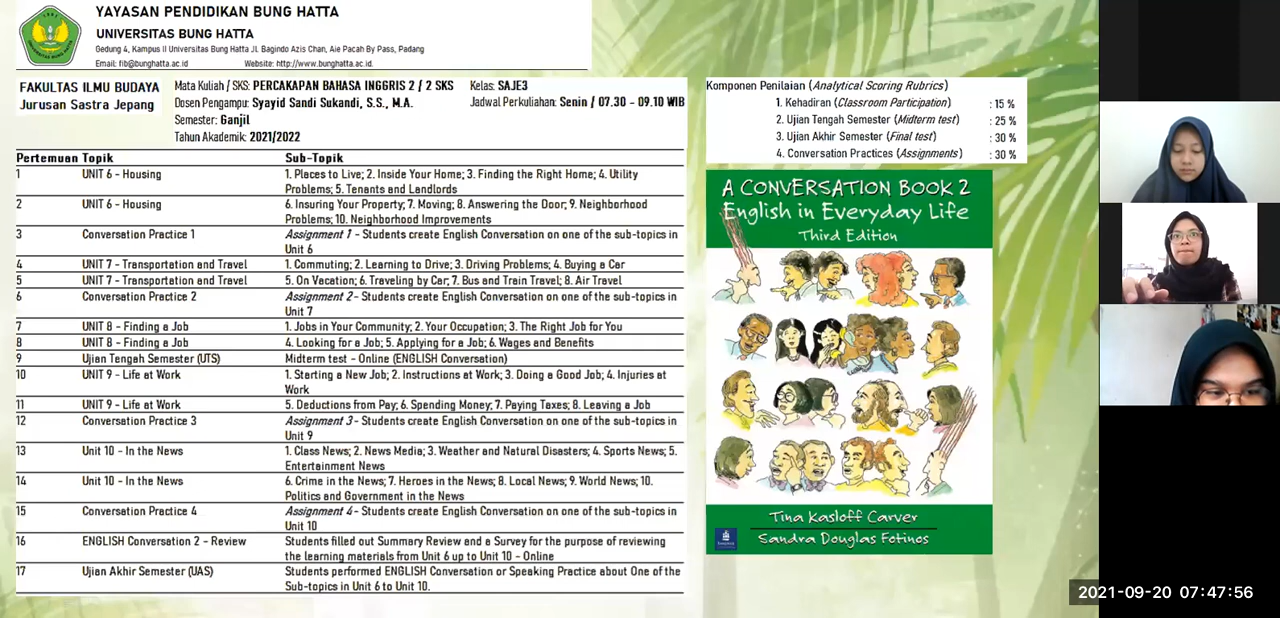 YAYASAN PENDIDIKAN BUNG HATTA
UNIVERSITAS BUNG HATTA
Gedung 4, Kampus II Universitas Bung Hatta Jl. Bagindo Azis Chan, Aie Pacah By Pass, Padang
Email: fib@bunghatta.ac.id Website: http://www.bunghatta.ac.id
FAKULTAS ILMU BUDAYA
Jurusan Sastra Jepang
Mata Kuliah / SKS: PERCAKAPAN BAHASA INGGRIS 2 / 2 SKS
Dosen Pengampu: Syayid Sandi Sukandi, S.S., M.A.
Semester: Ganjil
Tahun Akademik: 2021/2022
Kelas: SAJE3
Jadwal Perkuliahan: Senin / 07.30 - 09.10 WIB
Pertemuan Topik Sub-Topik
1 UNIT 6 - Housing 1. Places to Live; 2. Inside Your Home; 3. Finding the Right Home; 4. Utility
Problems; 5. Tenants and Landlords
2 UNIT 6 - Housing 6. Insuring Your Property; 7. Moving; 8. Answering the Door; 9. Neighborhood
Problems; 10. Neighborhood Improvements
3 Conversation Practice 1 Assignment 1 - Students create English Conversation on one of the sub-topics in
Unit 6
4 UNIT 7 - Transportation and Travel 1. Commuting; 2. Learning to Drive; 3. Driving Problems; 4. Buying a Car
5 UNIT 7 - Transportation and Travel 5. On Vacation; 6. Traveling by Car; 7. Bus and Train Travel; 8. Air Travel
6 Conversation Practice 2 Assignment 2 - Students create English Conversation on one of the sub-topics in
Unit 7
7 UNIT 8 - Finding a Job 1. Jobs in Your Community; 2. Your Occupation; 3. The Right Job for You
8 UNIT 8 - Finding a Job 4. Looking for a Job; 5. Applying for a Job; 6. Wages and Benefits
9 Ujian Tengah Semester (UTS) Midterm test - Online (ENGLISH Conversation)
10 UNIT 9 - Life at Work 1. Starting a New Job; 2. Instructions at Work; 3. Doing a Good Job; 4. Injuries at
Work
11 UNIT 9 - Life at Work 5. Deductions from Pay; 6. Spending Money; 7. Paying Taxes; 8. Leaving a Job
12 Conversation Practice 3 Assignment 3 - Students create English Conversation on one of the sub-topics in
Unit 9
13 Unit 10 - In the News 1. Class News; 2. News Media; 3. Weather and Natural Disasters; 4. Sports News; 5.
Entertainment News
14 Unit 10 - In the News 6. Crime in the News; 7. Heroes in the News; 8. Local News; 9. World News; 10.
Politics and Government in the News
15 Conversation Practice 4 Assignment 4 - Students create English Conversation on one of the sub-topics in
Unit 10
16 ENGLISH Conversation 2 - Review Students filled out Summary Review and a Survey for the purpose of reviewing
the learning materials from Unit 6 up to Unit 10 - Online
17 Ujian Akhir Semester (UAS) Students performed ENGLISH Conversation or Speaking Practice about One of the
Sub-topics in Unit 6 to Unit 10.
Komponen Penilaian (Analytical Scoring Rubrics)
1. Kehadiran (Classroom Participation) : 15 %
2. Ujian Tengah Semester (Midterm test) : 25 %
3. Ujian Akhir Semester (Final test) : 30 %
4. Conversation Practices (Assignments) : 30 %
A CONVERSATION BOOK 2
English in Everyday Life
Third Edition
Tina Kasloff Carver
Sandra Douglas Fotinos
2021-09-20 07:47:56